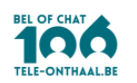 BEL OF CHAT
106
TELE-ONTHAAL.BE